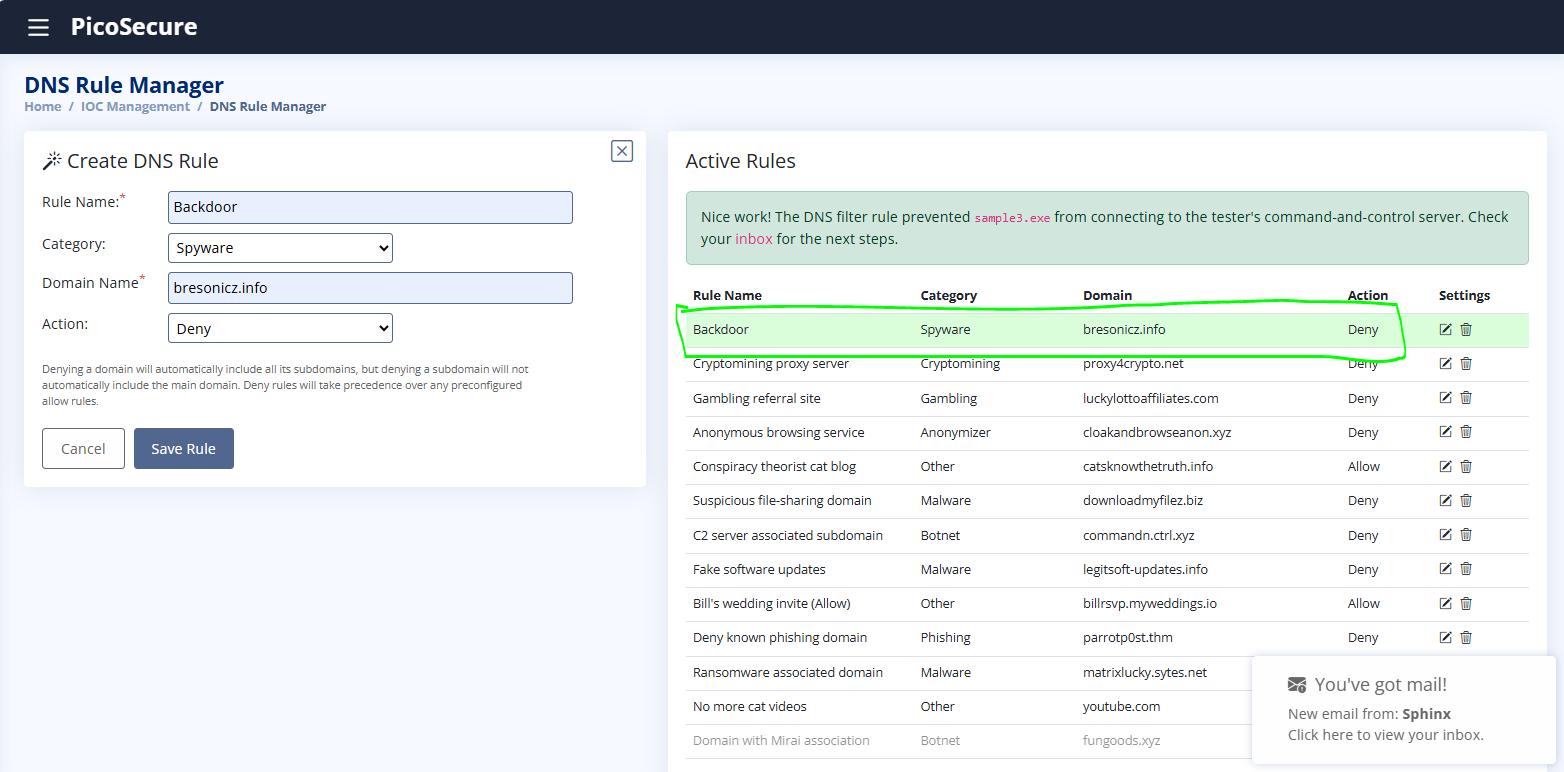 PicoSecure
DNS Rule Manager
Home / IOC Management / DNS Rule Manager
Create DNS Rule
Rule Name:*
Backdoor
Category:
Spyware
Domain Name*
bresonicz.info
Action:
Deny
Denying a domain will automatically include all its subdomains, but denying a subdomain will not
automatically include the main domain. Deny rules will take precedence over any preconfigured
allow rules.
Cancel Save Rule
Active Rules
Nice work! The DNS filter rule prevented sample3.exe from connecting to the tester's command-and-control server. Check
your inbox for the next steps.
Rule Name Category Domain Action Settings
Backdoor Spyware bresonicz.info Deny
Cryptomining proxy server Cryptomining proxy4crypto.net Deny
Gambling referral site Gambling luckylottoaffiliates.com Deny
Anonymous browsing service Anonymizer cloakandbrowseanon.xyz Deny
Conspiracy theorist cat blog Other catsknowthetruth.info Allow
Suspicious file-sharing domain Malware downloadmyfilez.biz Deny
C2 server associated subdomain Botnet commandn.ctrl.xyz Deny
Fake software updates Malware legitsoft-updates.info Deny
Bill's wedding invite (Allow) Other billrsvp.myweddings.io Allow
Deny known phishing domain Phishing parrotp0st.thm Deny
Ransomware associated domain Malware matrixlucky.sytes.net
No more cat videos Other youtube.com
Domain with Mirai association Botnet fungoods.xyz
You've got mail!
New email from: Sphinx
Click here to view your inbox.